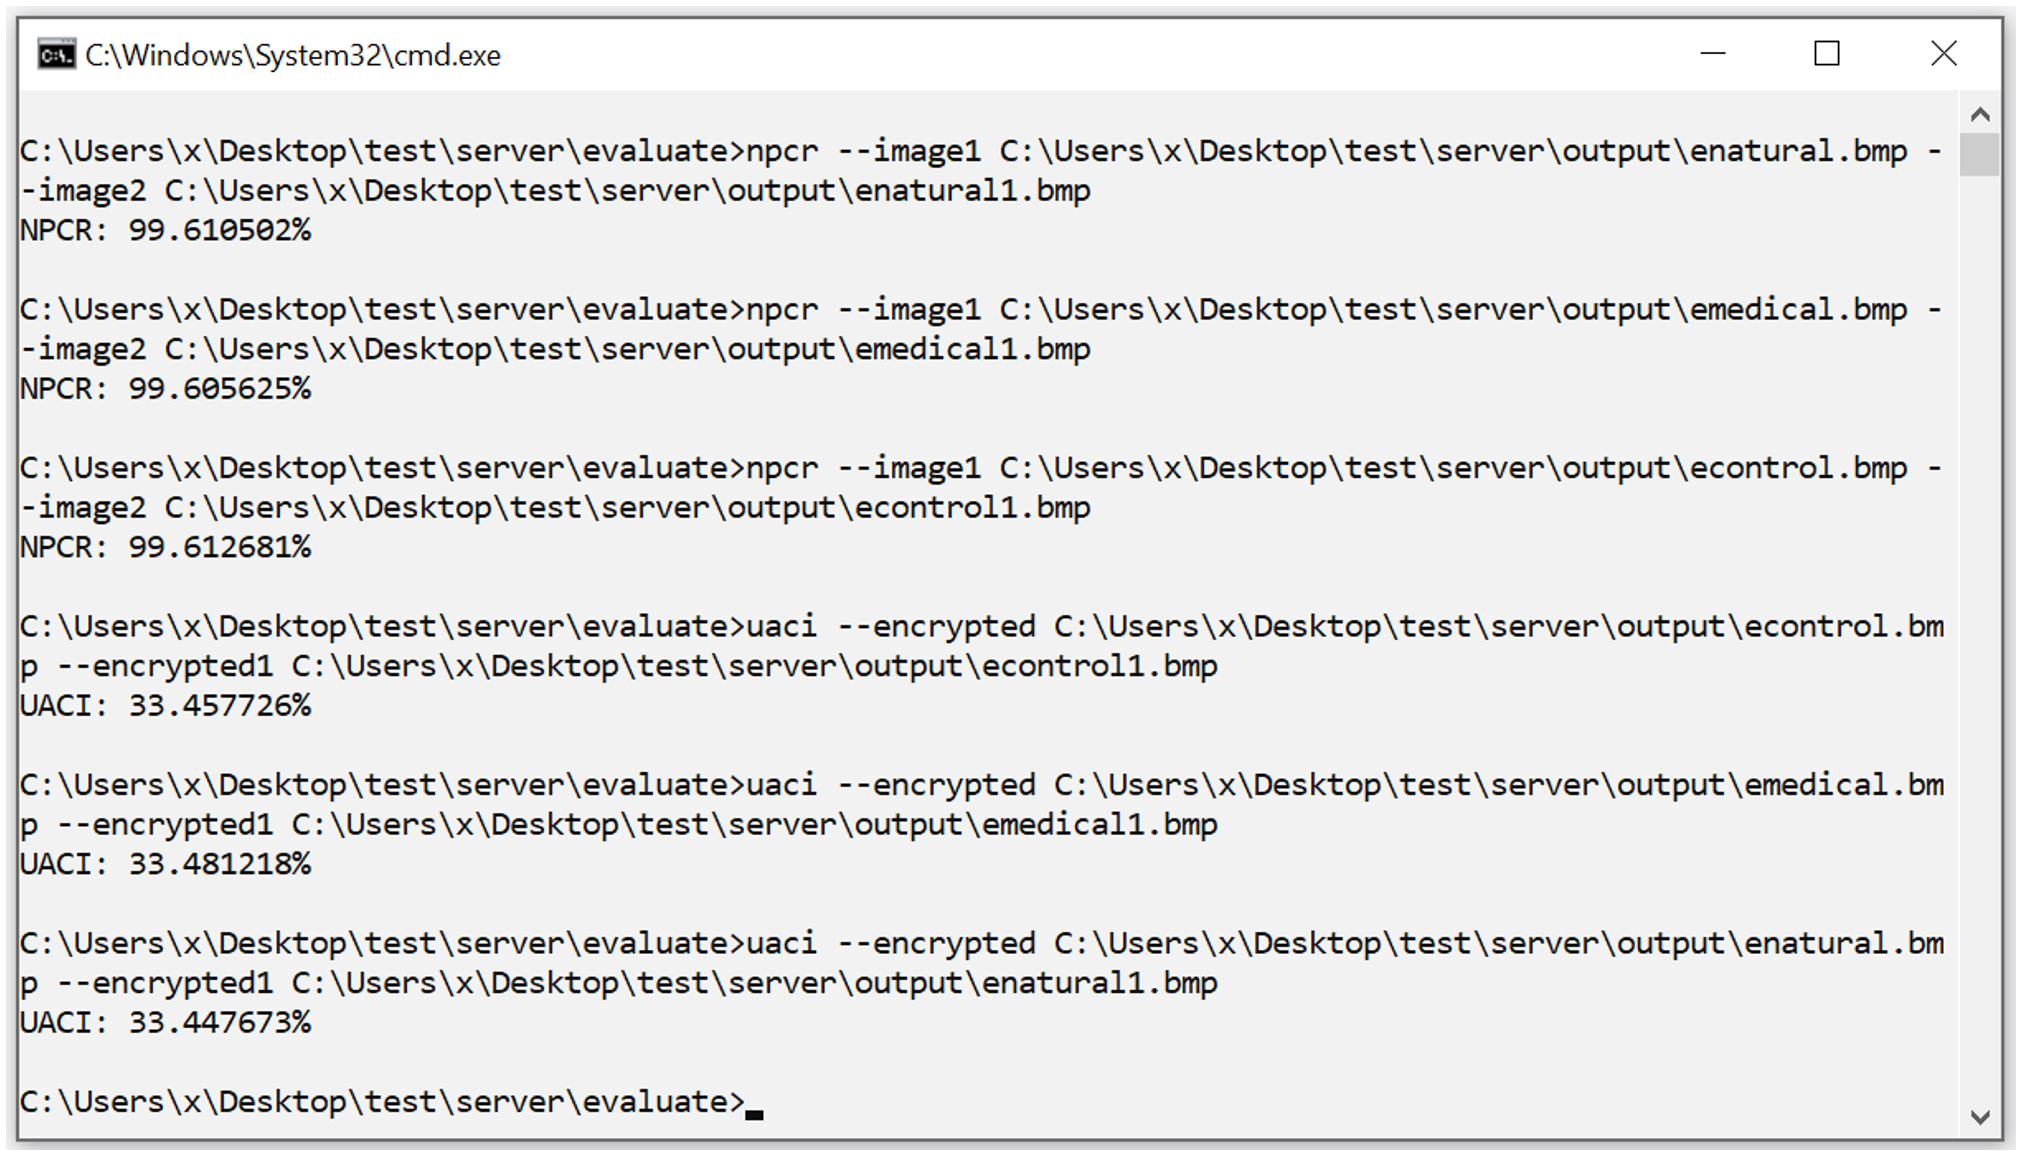 C:\Windows\System32\cmd.exe
C:\Users\x\Desktop\test\server\evaluate>npcr --image1 C:\Users\x\Desktop\test\server\output\enatural.bmp -
-image2 C:\Users\x\Desktop\test\server\output\enatural1.bmp
NPCR: 99.610502%
C:\Users\x\Desktop\test\server\evaluate>npcr --image1 C:\Users\x\Desktop\test\server\output\emedical.bmp -
-image2 C:\Users\x\Desktop\test\server\output\emedical1.bmp
NPCR: 99.605625%
C:\Users\x\Desktop\test\server\evaluate>npcr --image1 C:\Users\x\Desktop\test\server\output\econtrol.bmp -
-image2 C:\Users\x\Desktop\test\server\output\econtrol1.bmp
NPCR: 99.612681%
C:\Users\x\Desktop\test\server\evaluate>uaci --encrypted C:\Users\x\Desktop\test\server\output\econtrol.bm
p --encrypted1 C:\Users\x\Desktop\test\server\output\econtrol1.bmp
UACI: 33.457726%
C:\Users\x\Desktop\test\server\evaluate>uaci --encrypted C:\Users\x\Desktop\test\server\output\emedical.bm
p --encrypted1 C:\Users\x\Desktop\test\server\output\emedical1.bmp
UACI: 33.481218%
C:\Users\x\Desktop\test\server\evaluate>uaci --encrypted C:\Users\x\Desktop\test\server\output\enatural.bm
p --encrypted1 C:\Users\x\Desktop\test\server\output\enatural1.bmp
UACI: 33.447673%
C:\Users\x\Desktop\test\server\evaluate>